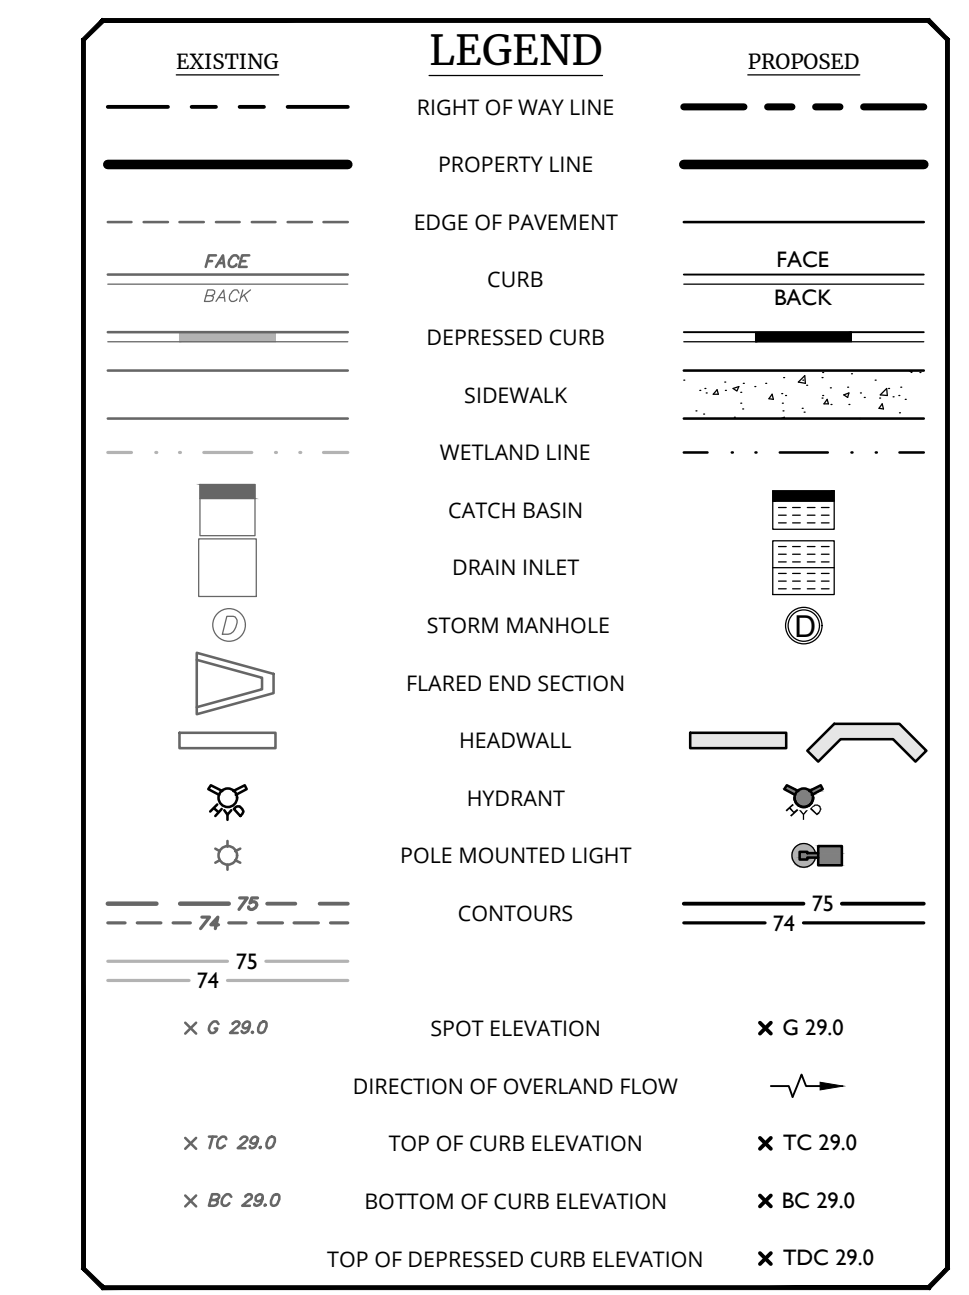 LEGEND
EXISTING PROPOSED
RIGHT OF WAY LINE
PROPERTY LINE
EDGE OF PAVEMENT
FACE FACE
CURB
BACK BACK
DEPRESSED CURB
SIDEWALK
WETLAND LINE
CATCH BASIN
DRAIN INLET
D STORM MANHOLE D
FLARED END SECTION
HEADWALL
HYDRANT
HYD HYD
POLE MOUNTED LIGHT
75 75
CONTOURS
74 74
75
74
G 29.0 SPOT ELEVATION G 29.0
DIRECTION OF OVERLAND FLOW
TC 29.0 TOP OF CURB ELEVATION TC 29.0
BC 29.0 BOTTOM OF CURB ELEVATION BC 29.0
TOP OF DEPRESSED CURB ELEVATION TDC 29.0